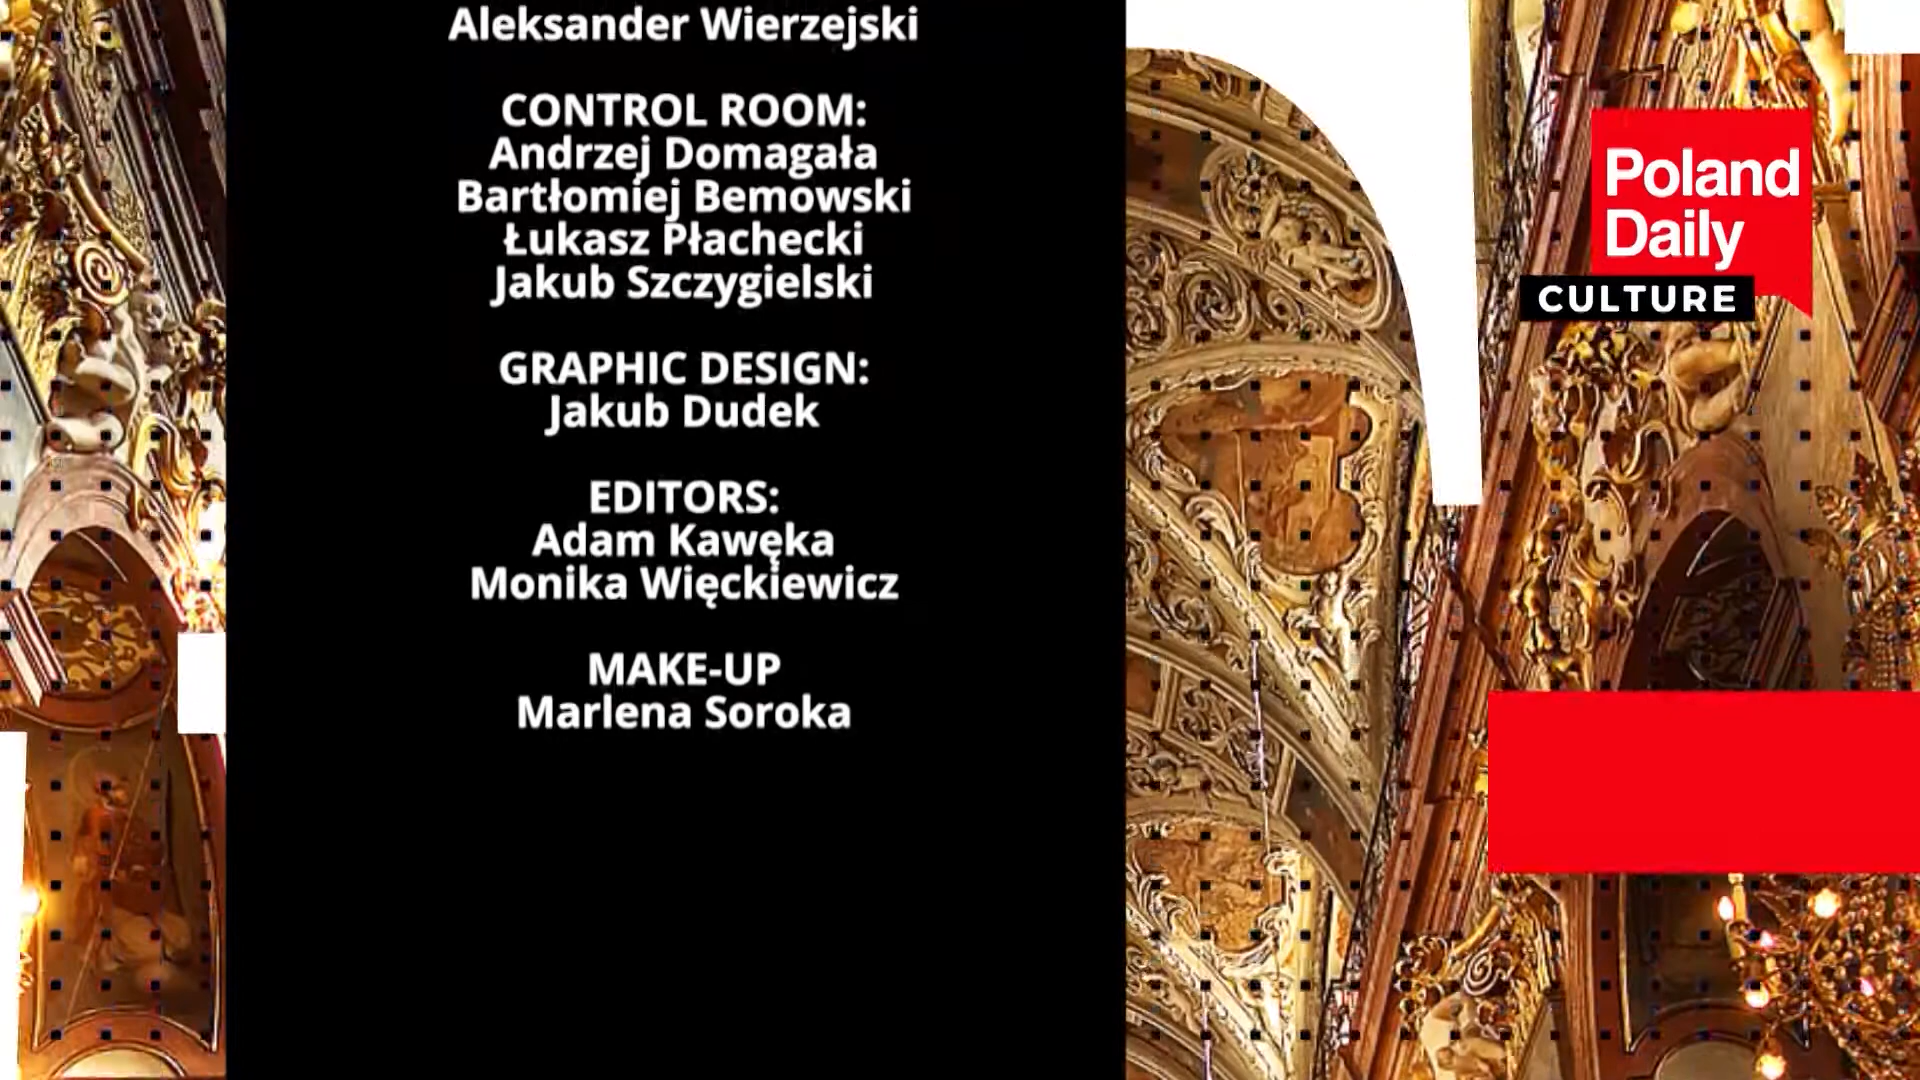 Aleksander Wierzejski
CONTROL ROOM:
Andrzej Domagała
Bartłomiej Bemowski
Łukasz Płachecki
Jakub Szczygielski
GRAPHIC DESIGN:
Jakub Dudek
EDITORS:
Adam Kawęka
Monika Więckiewicz
MAKE-UP
Marlena Soroka
Poland
Daily
CULTURE